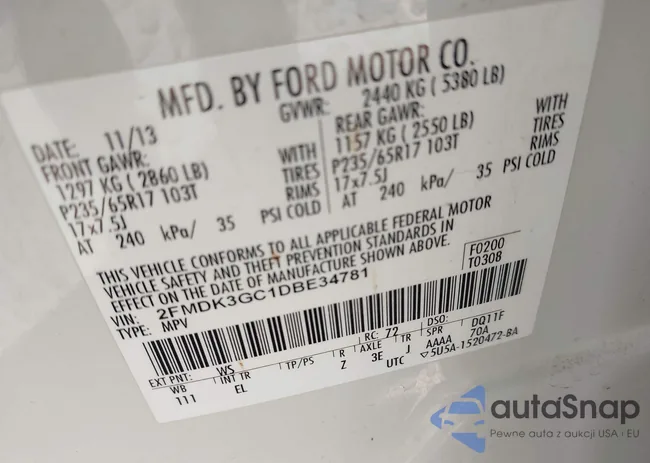 MFD. BY FORD MOTOR CO.
DATE: 11/13 GVWR: 2440 KG ( 5380 LB)
FRONT GAWR: REAR GAWR:
1297 KG ( 2860 LB) WITH 1157 KG ( 2550 LB) WITH
P235/65R17 103T TIRES P235/65R17 103T TIRES
17x7.5J RIMS 17x7.5J RIMS
AT 240 kPa/ 35 PSI COLD AT 240 kPa/ 35 PSI COLD
THIS VEHICLE CONFORMS TO ALL APPLICABLE FEDERAL MOTOR
VEHICLE SAFETY AND THEFT PREVENTION STANDARDS IN
EFFECT ON THE DATE OF MANUFACTURE SHOWN ABOVE.
VIN: 2FMDK3GC1DBE34781 F0200
TYPE: MPV T0308
EXT PNT: WS RC: 72 DSO: DQ11F
WB INT TR TP/PS R AXLE TR SPR 70A
111 EL Z 3E J AAAA
UTC ▽5U5A-1520472-BA
autaSnap
Pewne auta z aukcji USA i EU